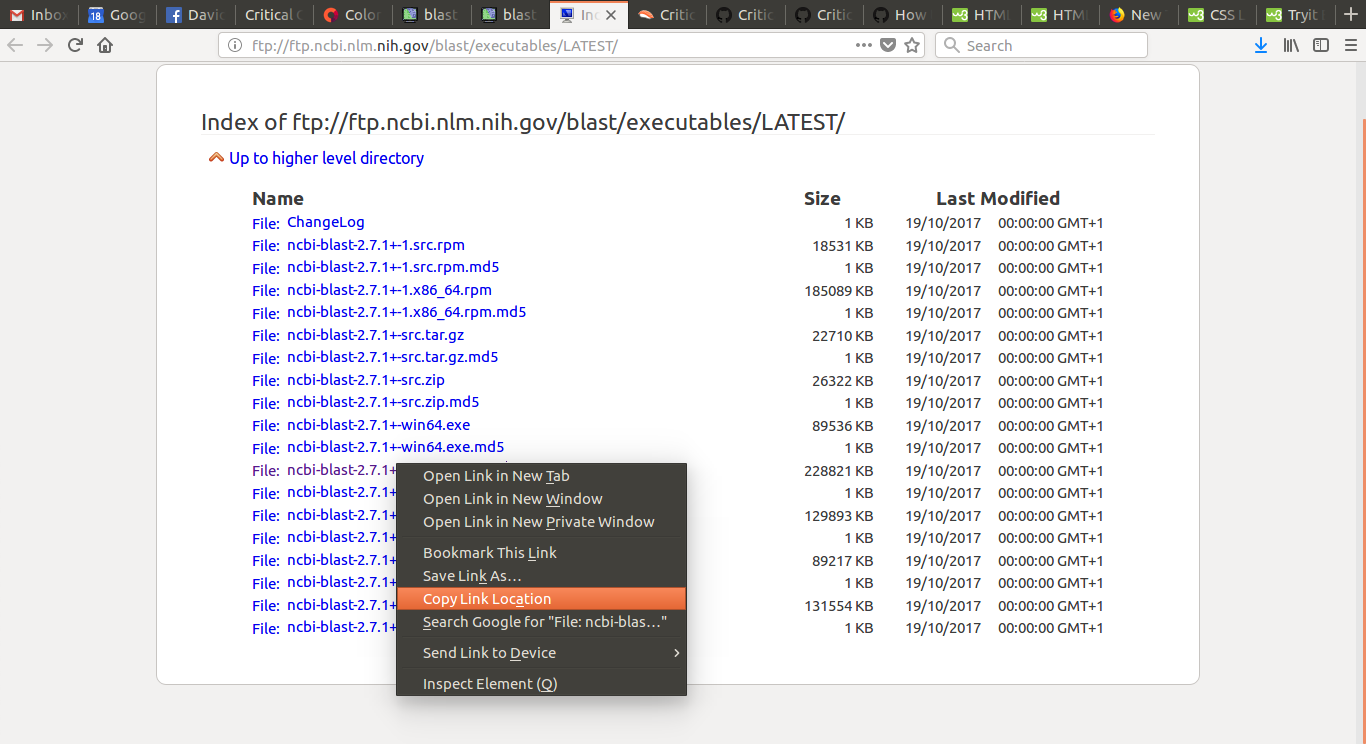 Inbox Goog Davi Critical Color blast blast In Critic Critic Critic How HTML HTML New CSS L Tryit
ftp://ftp.ncbi.nlm.nih.gov/blast/executables/LATEST/ Search
Index of ftp://ftp.ncbi.nlm.nih.gov/blast/executables/LATEST/
Up to higher level directory
Name Size Last Modified
File: ChangeLog 1 KB 19/10/2017 00:00:00 GMT+1
File: ncbi-blast-2.7.1+-1.src.rpm 18531 KB 19/10/2017 00:00:00 GMT+1
File: ncbi-blast-2.7.1+-1.src.rpm.md5 1 KB 19/10/2017 00:00:00 GMT+1
File: ncbi-blast-2.7.1+-1.x86_64.rpm 185089 KB 19/10/2017 00:00:00 GMT+1
File: ncbi-blast-2.7.1+-1.x86_64.rpm.md5 1 KB 19/10/2017 00:00:00 GMT+1
File: ncbi-blast-2.7.1+-src.tar.gz 22710 KB 19/10/2017 00:00:00 GMT+1
File: ncbi-blast-2.7.1+-src.tar.gz.md5 1 KB 19/10/2017 00:00:00 GMT+1
File: ncbi-blast-2.7.1+-src.zip 26322 KB 19/10/2017 00:00:00 GMT+1
File: ncbi-blast-2.7.1+-src.zip.md5 1 KB 19/10/2017 00:00:00 GMT+1
File: ncbi-blast-2.7.1+-win64.exe 89536 KB 19/10/2017 00:00:00 GMT+1
File: ncbi-blast-2.7.1+-win64.exe.md5 1 KB 19/10/2017 00:00:00 GMT+1
File: ncbi-blast-2.7.1+ 228821 KB 19/10/2017 00:00:00 GMT+1
File: ncbi-blast-2.7.1+ 1 KB 19/10/2017 00:00:00 GMT+1
File: ncbi-blast-2.7.1+ 129893 KB 19/10/2017 00:00:00 GMT+1
File: ncbi-blast-2.7.1+ 1 KB 19/10/2017 00:00:00 GMT+1
File: ncbi-blast-2.7.1+ 89217 KB 19/10/2017 00:00:00 GMT+1
File: ncbi-blast-2.7.1+ 1 KB 19/10/2017 00:00:00 GMT+1
File: ncbi-blast-2.7.1+ 131554 KB 19/10/2017 00:00:00 GMT+1
File: ncbi-blast-2.7.1+ 1 KB 19/10/2017 00:00:00 GMT+1
Open Link in New Tab
Open Link in New Window
Open Link in New Private Window
Bookmark This Link
Save Link As…
Copy Link Location
Search Google for "File: ncbi-blas…"
Send Link to Device
Inspect Element (Q)